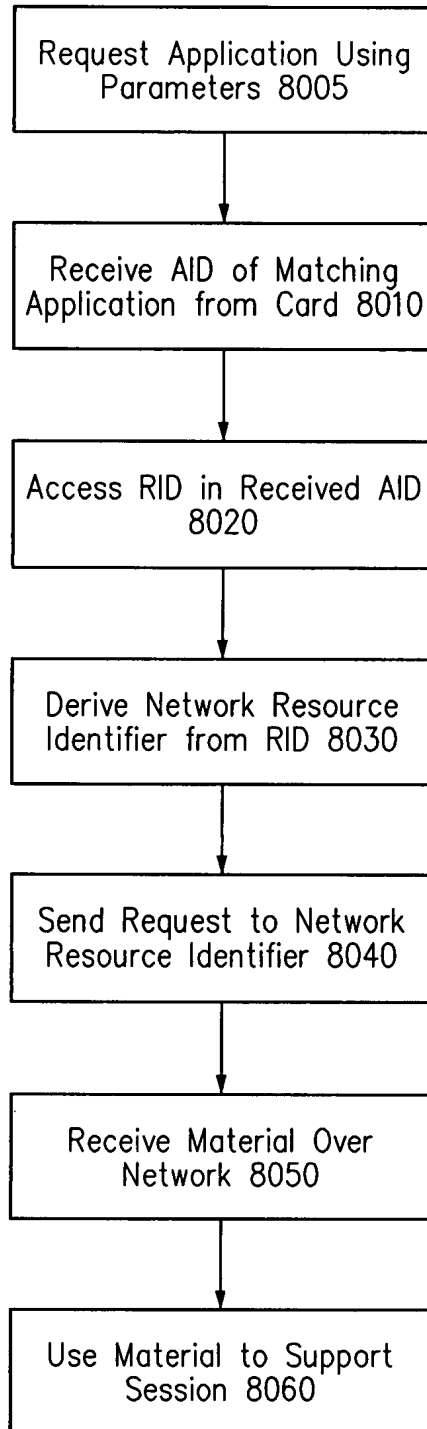 Request Application Using
Parameters 8005
Receive AID of Matching
Application from Card 8010
Access RID in Received AID
8020
Derive Network Resource
Identifier from RID 8030
Send Request to Network
Resource Identifier 8040
Receive Material Over
Network 8050
Use Material to Support
Session 8060